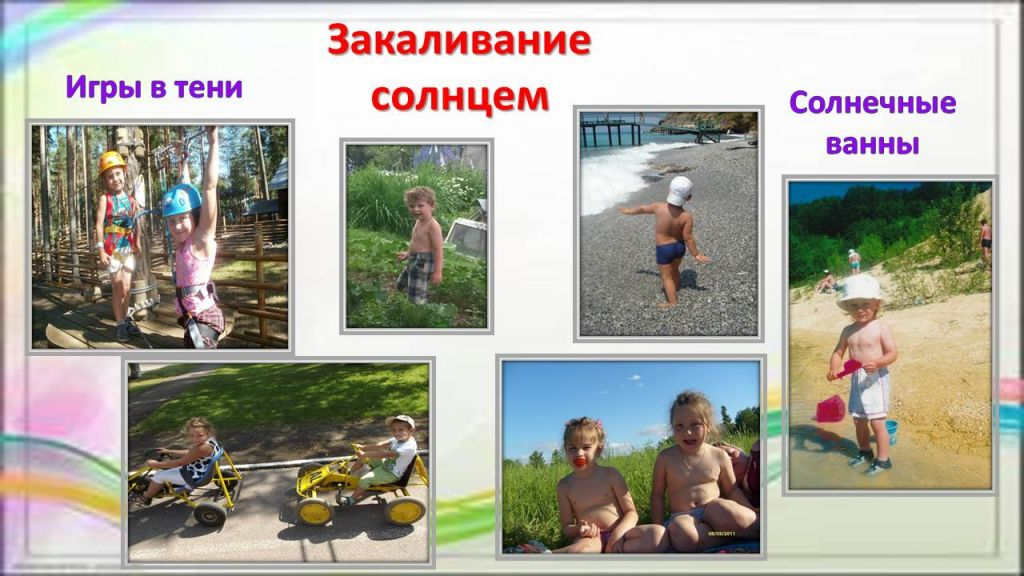 Закаливание
солнцем
Игры в тени
Солнечные
ванны